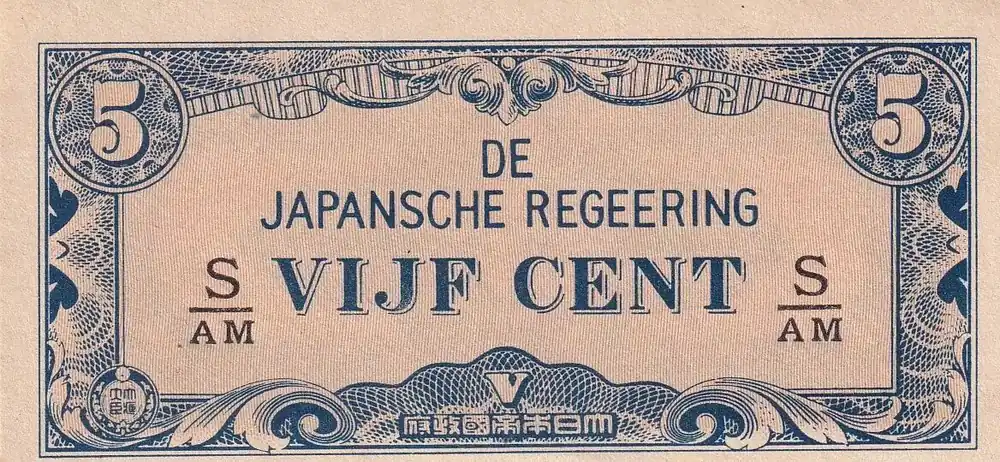 5 5
DE
JAPANSCHE REGEERING
S VIJF CENT S
AM AM
V
大日本帝國政府